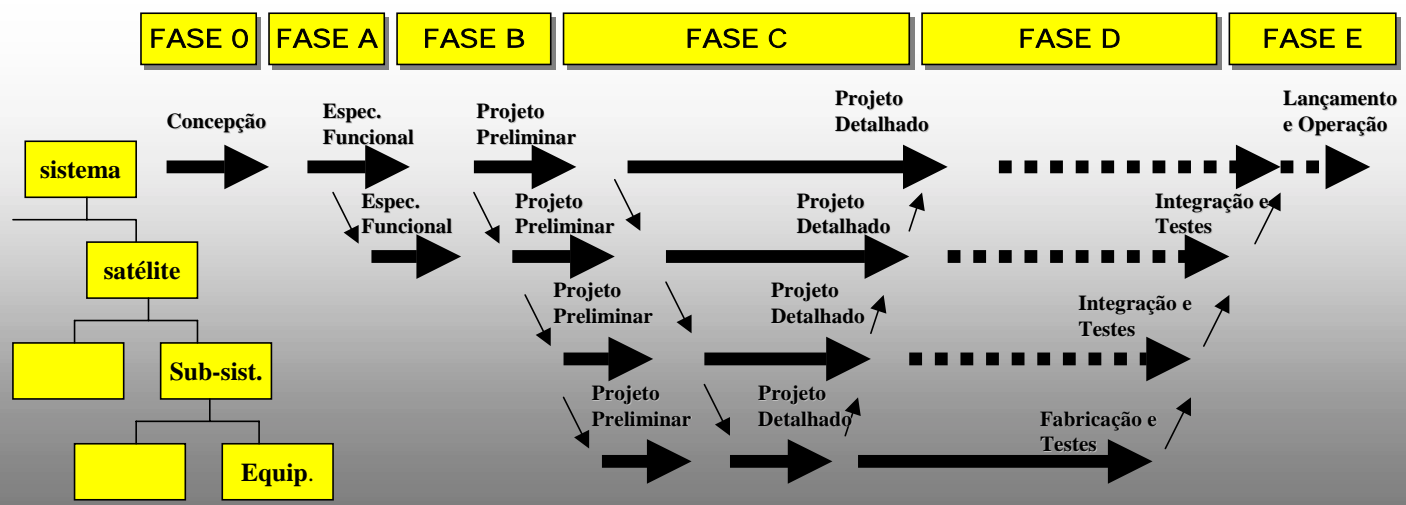 FASE 0
FASE A
FASE B
FASE C
FASE D
FASE E
Concepção
Espec.
Funcional
Projeto
Preliminar
Projeto
Detalhado
Lançamento
e Operação
sistema
Espec.
Funcional
Projeto
Preliminar
Projeto
Detalhado
Integração e
Testes
satélite
Projeto
Preliminar
Projeto
Detalhado
Integração e
Testes
Sub-sist.
Projeto
Preliminar
Projeto
Detalhado
Fabricação e
Testes
Equip.